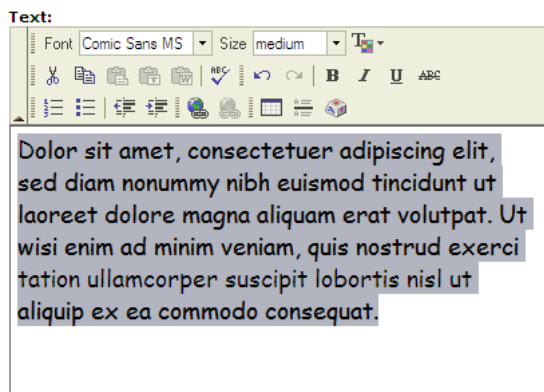 Text:
Font Comic Sans MS Size medium T
ABC B I U ABC
Dolor sit amet, consectetuer adipiscing elit,
sed diam nonummy nibh euismod tincidunt ut
laoreet dolore magna aliquam erat volutpat. Ut
wisi enim ad minim veniam, quis nostrud exerci
tation ullamcorper suscipit lobortis nisl ut
aliquip ex ea commodo consequat.